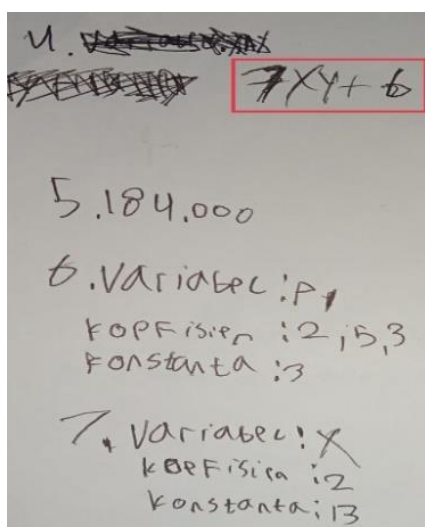 4.
7xy+6
5.184.000
6.variabel:p,
koefisien:2,5,3
konstanta:3
7. variabel:x
koefisien:2
konstanta:13